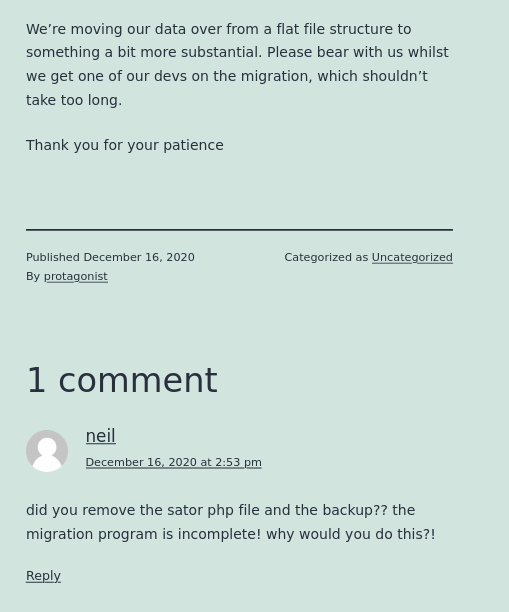 We’re moving our data over from a flat file structure to
something a bit more substantial. Please bear with us whilst
we get one of our devs on the migration, which shouldn’t
take too long.
Thank you for your patience
Published December 16, 2020
Categorized as Uncategorized
By protagonist
1 comment
neil
December 16, 2020 at 2:53 pm
did you remove the sator php file and the backup?? the
migration program is incomplete! why would you do this?!
Reply